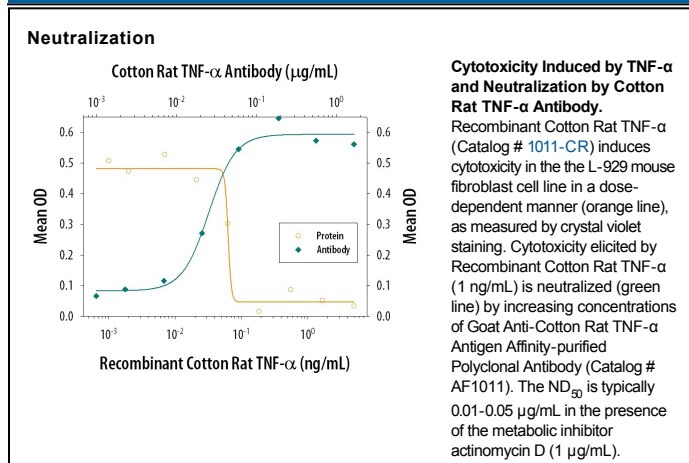 Neutralization
Cotton Rat TNF-α Antibody (μg/mL)
10⁻³ 10⁻² 10⁻¹ 10⁰
0.6 0.6
0.5 0.5
0.4 0.4
0.3 0.3
0.2 0.2
0.1 0.1
0.0 0.0
Mean OD
Mean OD
Protein
Antibody
10⁻³ 10⁻² 10⁻¹ 10⁰
Recombinant Cotton Rat TNF-α (ng/mL)
Cytotoxicity Induced by TNF-α
and Neutralization by Cotton
Rat TNF-α Antibody.
Recombinant Cotton Rat TNF-α
(Catalog # 1011-CR) induces
cytotoxicity in the the L-929 mouse
fibroblast cell line in a dose-
dependent manner (orange line),
as measured by crystal violet
staining. Cytotoxicity elicited by
Recombinant Cotton Rat TNF-α
(1 ng/mL) is neutralized (green
line) by increasing concentrations
of Goat Anti-Cotton Rat TNF-α
Antigen Affinity-purified
Polyclonal Antibody (Catalog #
AF1011). The ND₅₀ is typically
0.01-0.05 μg/mL in the presence
of the metabolic inhibitor
actinomycin D (1 μg/mL).